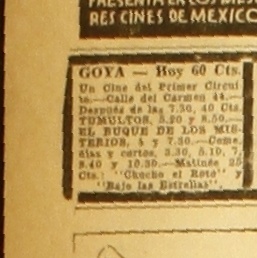 PRESENTA EN LOS MEJO
RES CINES DE MEXICO
GOYA — Hoy 60 Cts.
Un Cine del Primer Circui
to.—Calle del Carmen 44.—
Después de las 7.30, 40 Cts.
TUMULTOS, 5.20 y 8.50.—
EL BUQUE DE LOS MIS-
TERIOS, 4 y 7.30.—Come-
dias y cortos, 3.30, 5.10, 7,
8.40 y 10.30.—Matinée 25
Cts.: "Chucho el Roto" y
"Bajo las Estrellas".